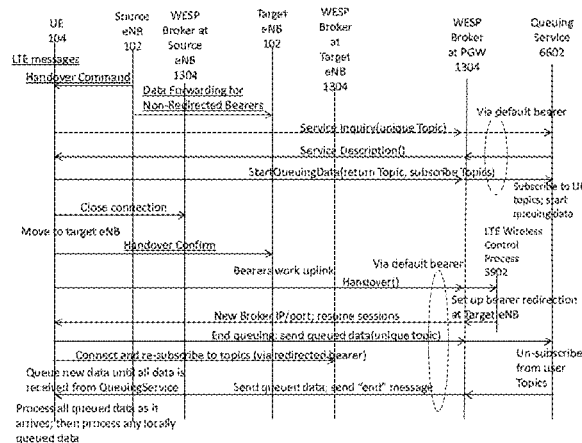 UE
104
Source
eNB
102
WESP
Broker at
Source
eNB
1304
Target
eNB
102
WESP
Broker
at
Target
eNB
1304
WESP
Broker
at PGW
1304
Queuing
Service
6602
LTE messages
Handover Command
Data Forwarding for
Non-Redirected Bearers
Via default bearer
Service Inquiry(unique Topic)
Service Description()
StartQueuingData(return Topic, subscribe Topics)
Subscribe to UE
topics; start
queuing data
Close connection
Move to target eNB
LTE Wireless
Control
Process
5902
Handover Confirm
Bearers work uplink
Via default bearer
Handover()
Set up bearer redirection
at Target eNB
New Broker IP/port; resume sessions
End queuing; send queued data(unique topic)
Connect and re-subscribe to topics (via redirected bearer)
Un-subscribe
from user
Topics
Queue new data until all data is
received from QueuingService
Send queued data; send "end" message
Process all queued data as it
arrives; then process any locally
queued data